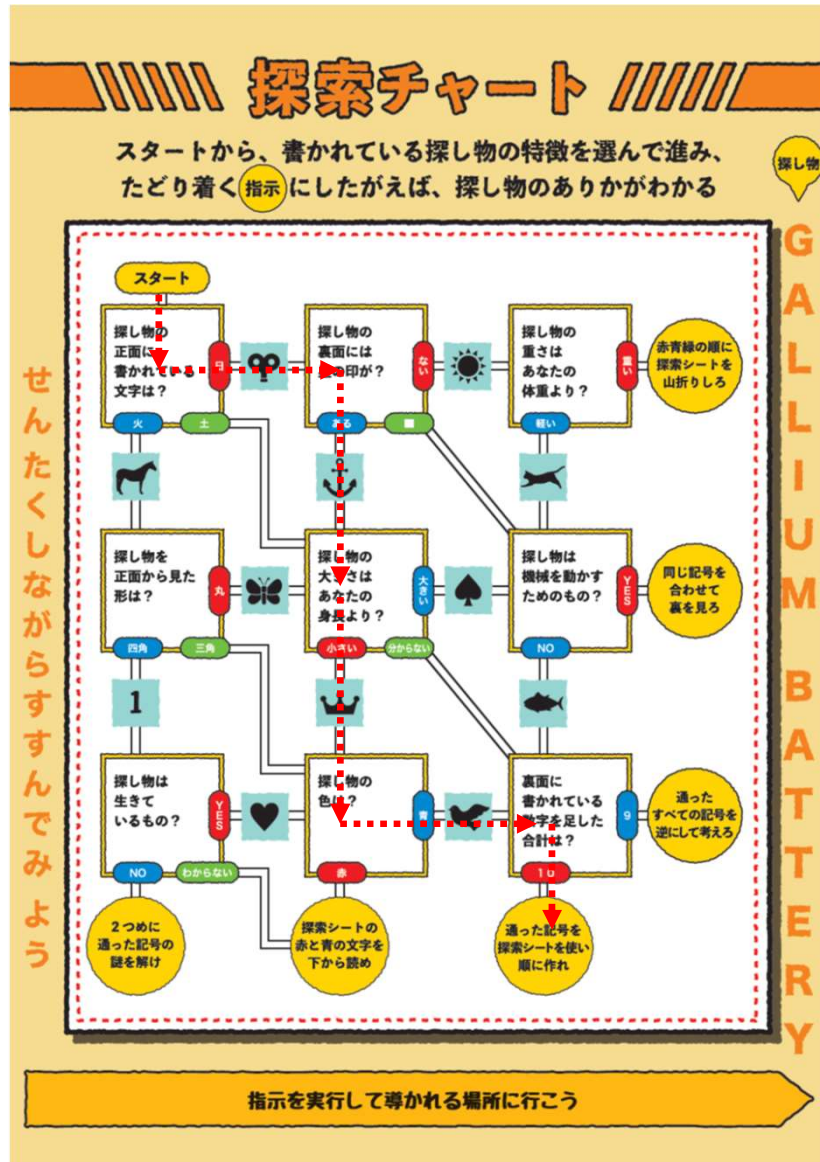 探索チャート
スタートから、書かれている探し物の特徴を選んで進み、
たどり着く指示にしたがえば、探し物のありかがわかる
探し物
GALLIUM BATTERY
せんたくしながらすすんでみよう
スタート
探し物の
正面に
書かれている
文字は?
日
火
土
探し物の
裏面には
の印が?
ない
ある
探し物の
重さは
あなたの
体重より?
重い
軽い
赤青緑の順に
探索シートを
山折りしろ
探し物を
正面から見た
形は?
丸
四角
三角
探し物の
大きさは
あなたの
身長より?
大きい
小さい
分からない
探し物は
機械を動かす
ためのもの?
YES
NO
同じ記号を
合わせて
裏を見ろ
1
探し物は
生きて
いるもの?
YES
NO
わからない
探し物の
色は?
青
赤
裏面に
書かれている
数字を足した
合計は?
9
通った
すべての記号を
逆にして考えろ
2つめに
通った記号の
謎を解け
探索シートの
赤と青の文字を
下から読め
通った記号を
探索シートを使い
順に作れ
指示を実行して導かれる場所に行こう